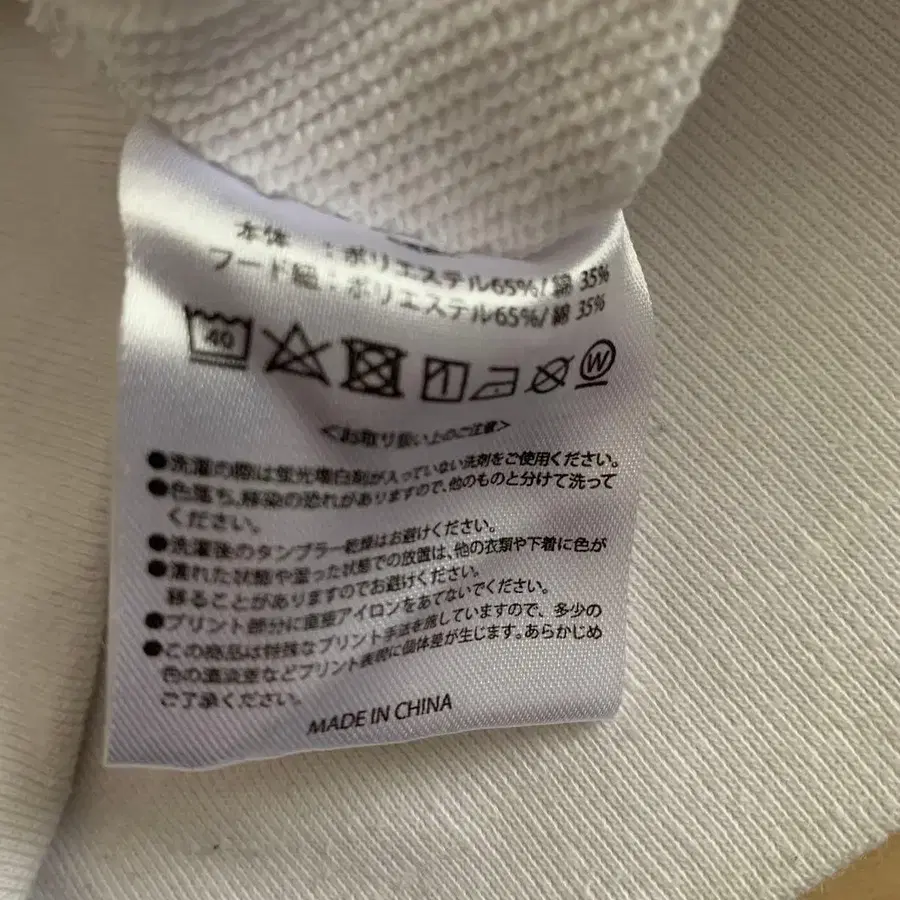 本体　：ポリエステル65%/ 綿 35%
フード紐：ポリエステル65%/ 綿 35%
40 W
<お取り扱い上のご注意>
●洗濯の際は蛍光増白剤が入っていない洗剤をご使用ください。
●色落ち、移染の恐れがありますので、他のものと分けて洗って
ください。
●洗濯後のタンブラー乾燥はお避けください。
●濡れた状態や湿った状態での放置は、他の衣類や下着に色が
移ることがありますのでお避けください。
●プリント部分に直接アイロンをあてないでください。
●この商品は特殊なプリント手法を施していますので、多少の
色の濃淡差などプリント表現に個体差が生じます。あらかじめ
ご了承ください。
MADE IN CHINA